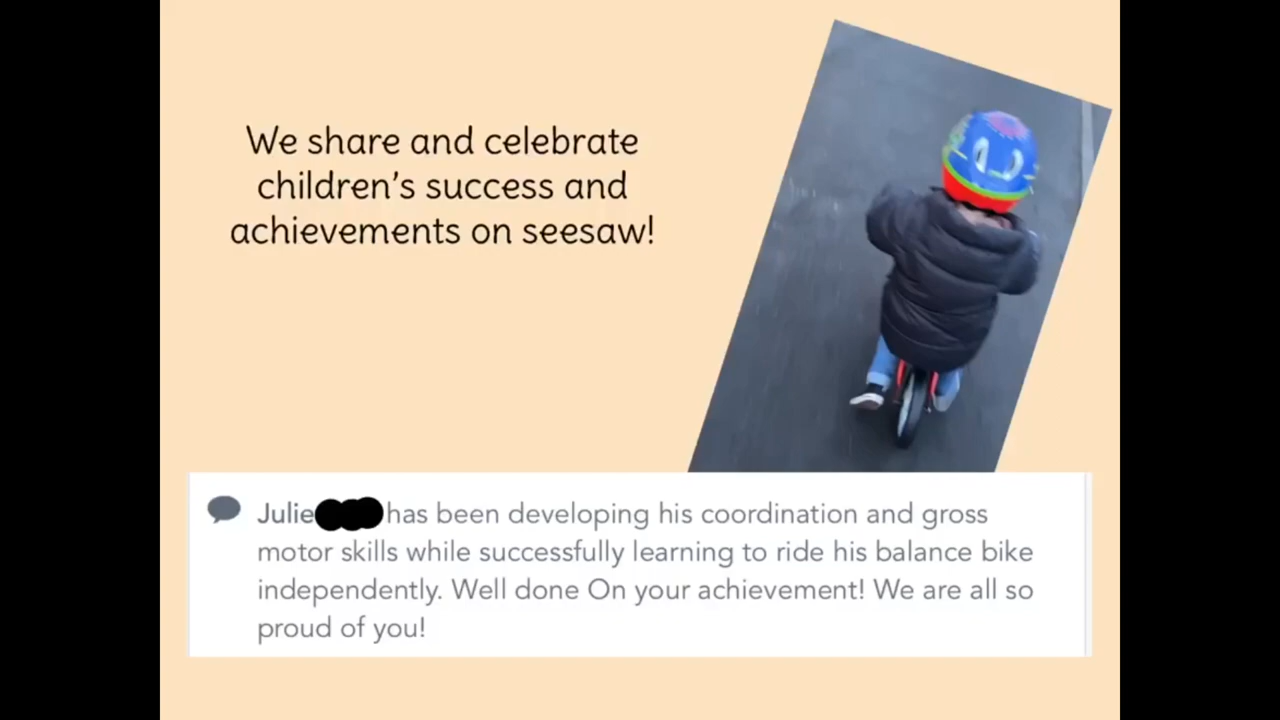 We share and celebrate
children's success and
achievements on seesaw!
Julie has been developing his coordination and gross
motor skills while successfully learning to ride his balance bike
independently. Well done On your achievement! We are all so
proud of you!